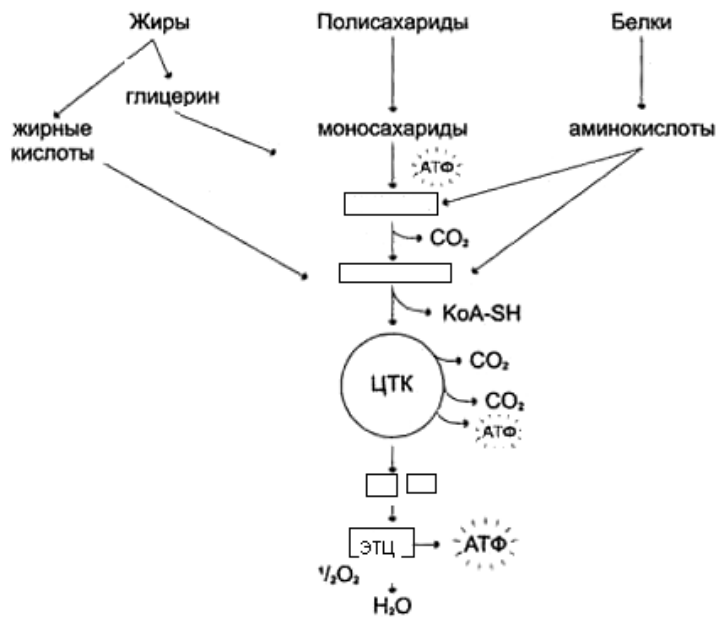 Жиры
Полисахариды
Белки
глицерин
жирные
кислоты
моносахариды
аминокислоты
АТФ
CO₂
KoA-SH
ЦТК
CO₂
CO₂
АТФ
ЭТЦ
АТФ
¹/₂O₂
H₂O